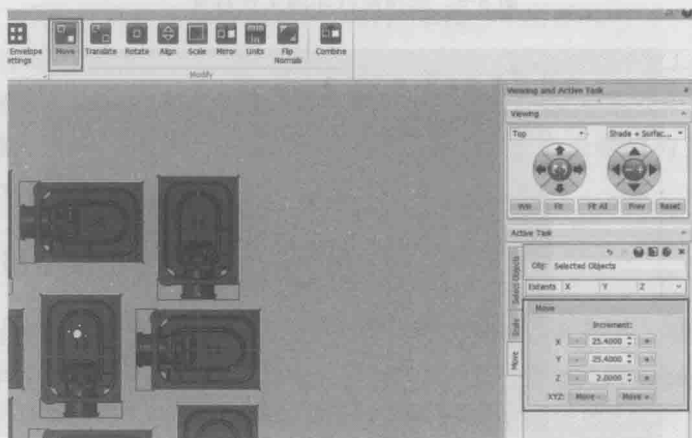 Envelope Move Translate Rotate Align Scale Mirror Units Flip Combine
ettings Normals
Modify
Viewing and Active Task
Viewing
Top Shade + Surfac...
Fit Fit All Prev Reset
Active Task
Obj: Selected Objects
Extents X Y Z
Select Objects
Scale
Move
Move
Increment:
X - 25.4000 +
Y - 25.4000 +
Z - 2.0000 +
XYZ: Move - Move +